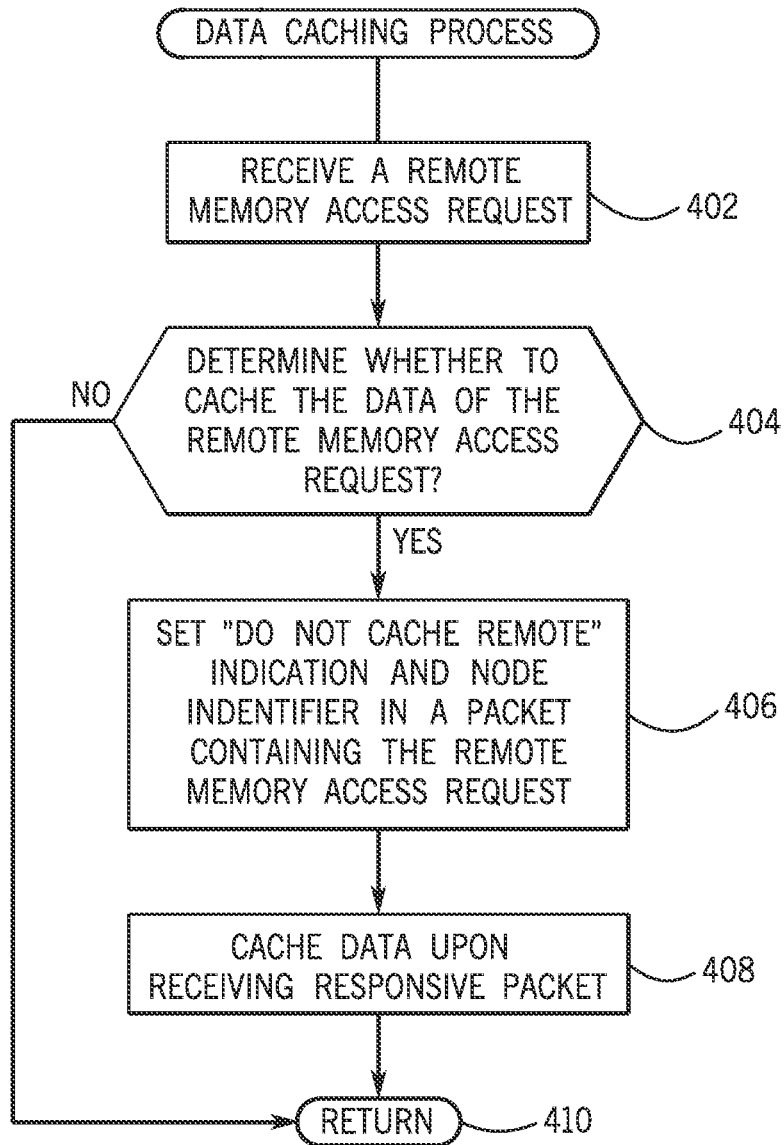 DATA CACHING PROCESS
RECEIVE A REMOTE
MEMORY ACCESS REQUEST
402
DETERMINE WHETHER TO
CACHE THE DATA OF THE
REMOTE MEMORY ACCESS
REQUEST?
NO
404
YES
SET "DO NOT CACHE REMOTE"
INDICATION AND NODE
INDENTIFIER IN A PACKET
CONTAINING THE REMOTE
MEMORY ACCESS REQUEST
406
CACHE DATA UPON
RECEIVING RESPONSIVE PACKET
408
RETURN
410